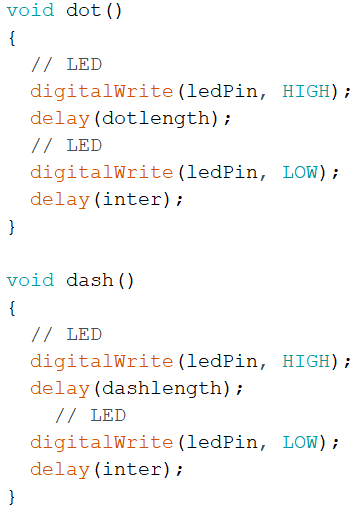 void dot()
{
  // LED
  digitalWrite(ledPin, HIGH);
  delay(dotlength);
  // LED
  digitalWrite(ledPin, LOW);
  delay(inter);
}

void dash()
{
  // LED
  digitalWrite(ledPin, HIGH);
  delay(dashlength);
    // LED
  digitalWrite(ledPin, LOW);
  delay(inter);
}